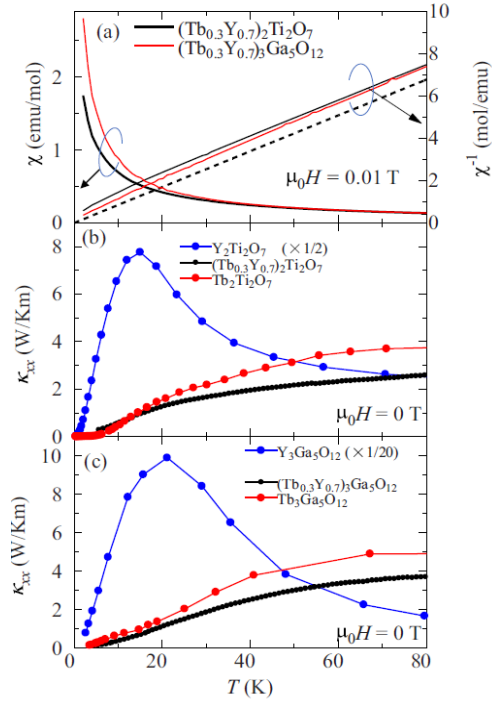 (a)
(Tb0.3Y0.7)2Ti2O7
(Tb0.3Y0.7)3Ga5O12
χ (emu/mol)
2
1
0
10
8
6
4
2
0
χ-1 (mol/emu)
μ0H = 0.01 T
(b)
Y2Ti2O7 (×1/2)
(Tb0.3Y0.7)2Ti2O7
Tb2Ti2O7
κxx (W/Km)
8
6
4
2
0
μ0H = 0 T
(c)
Y3Ga5O12 (×1/20)
(Tb0.3Y0.7)3Ga5O12
Tb3Ga5O12
κxx (W/Km)
10
8
6
4
2
0
μ0H = 0 T
0 20 40 60 80
T (K)